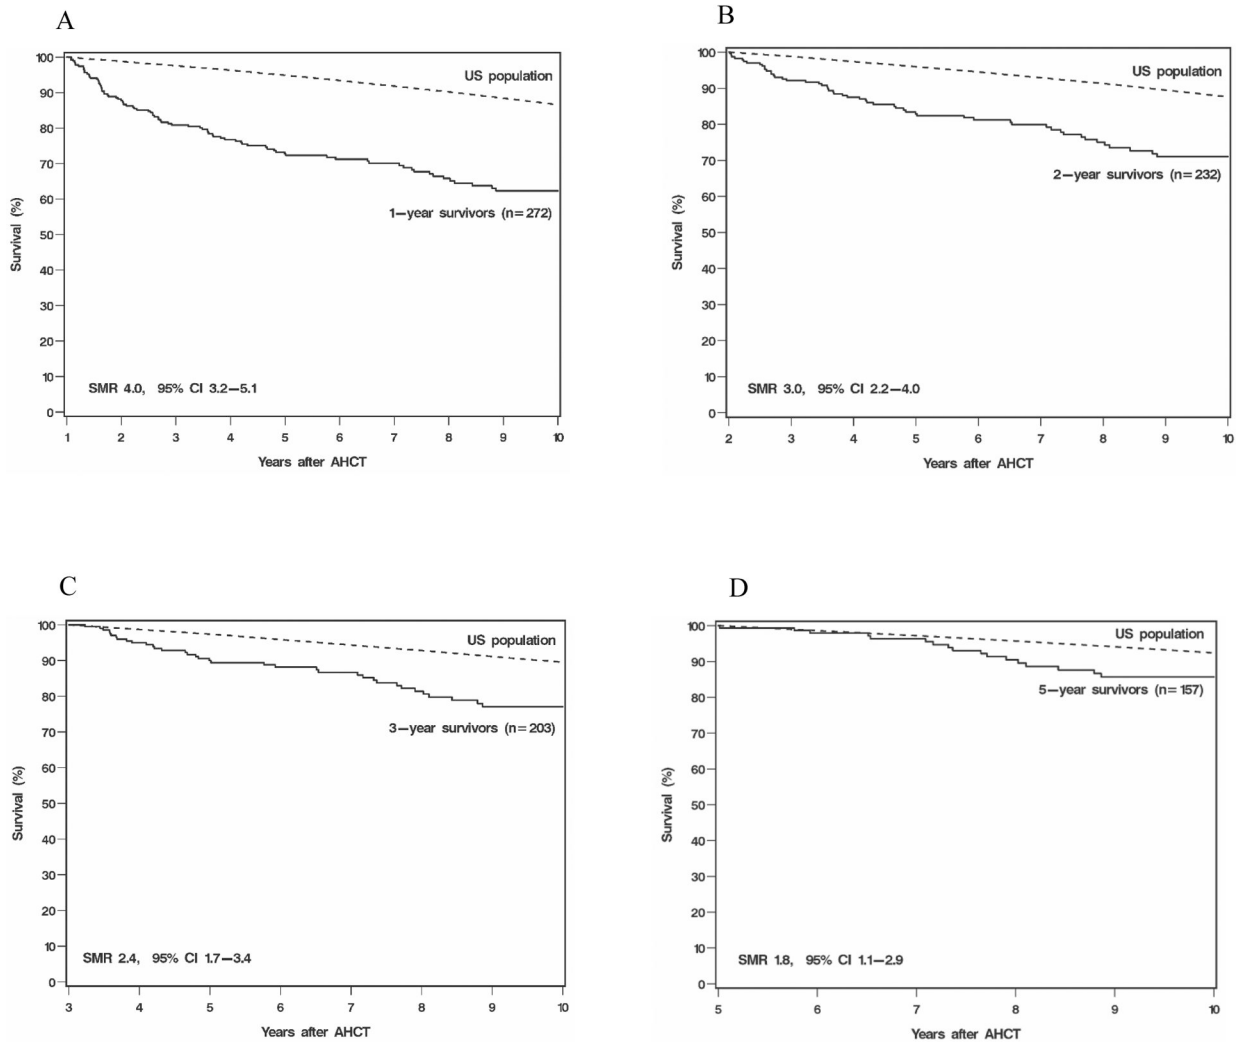 A
100
90
80
70
60
50
40
30
20
10
0
Survival (%)
US population
1–year survivors (n=272)
SMR 4.0, 95% CI 3.2–5.1
1 2 3 4 5 6 7 8 9 10
Years after AHCT
B
100
90
80
70
60
50
40
30
20
10
0
Survival (%)
US population
2–year survivors (n=232)
SMR 3.0, 95% CI 2.2–4.0
2 3 4 5 6 7 8 9 10
Years after AHCT
C
100
90
80
70
60
50
40
30
20
10
0
Survival (%)
US population
3–year survivors (n=203)
SMR 2.4, 95% CI 1.7–3.4
3 4 5 6 7 8 9 10
Years after AHCT
D
100
90
80
70
60
50
40
30
20
10
0
Survival (%)
US population
5–year survivors (n=157)
SMR 1.8, 95% CI 1.1–2.9
5 6 7 8 9 10
Years after AHCT